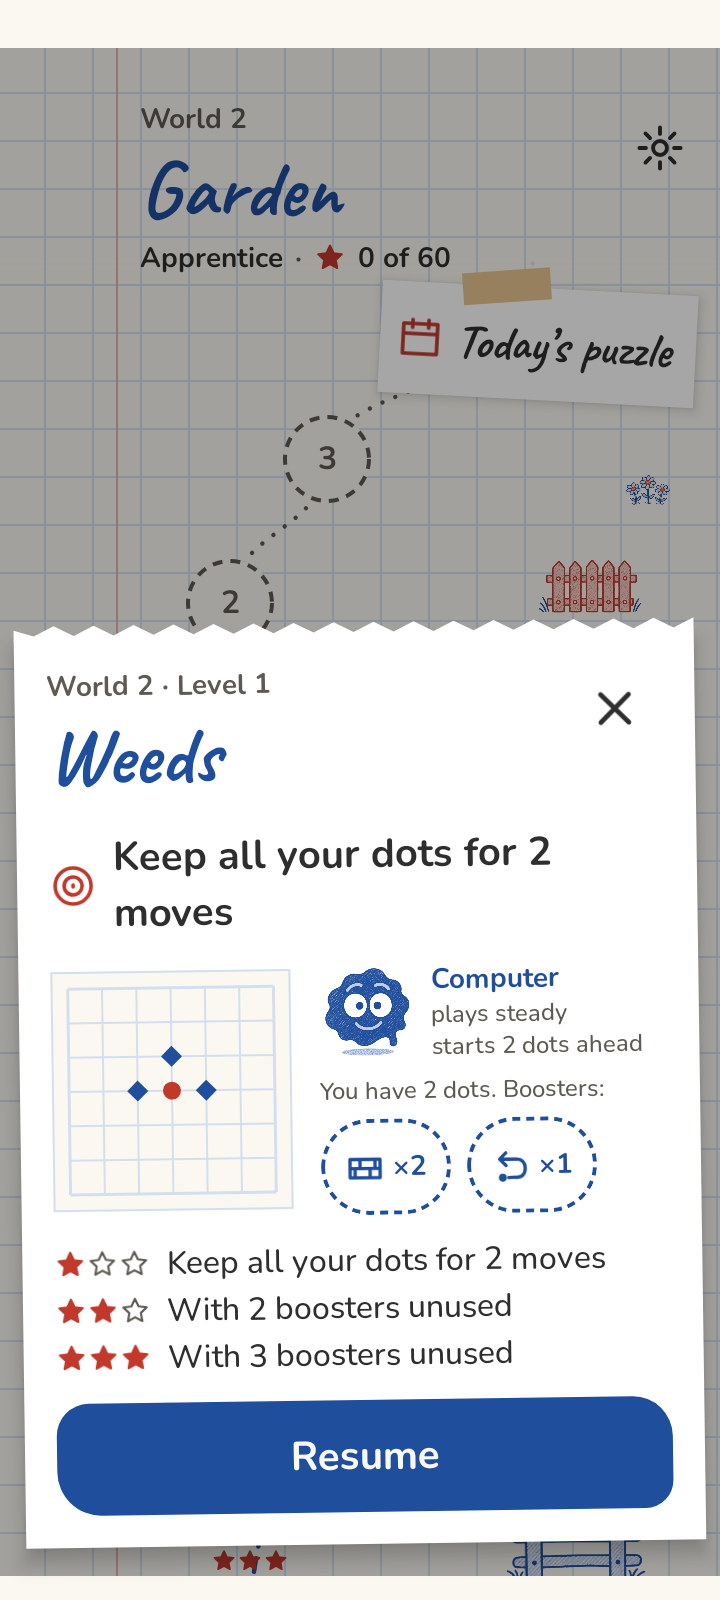 World 2
Garden
Apprentice · 0 of 60
Today's puzzle
3
2
World 2 · Level 1
Weeds
Keep all your dots for 2
moves
Computer
plays steady
starts 2 dots ahead
You have 2 dots. Boosters:
×2
×1
Keep all your dots for 2 moves
With 2 boosters unused
With 3 boosters unused
Resume